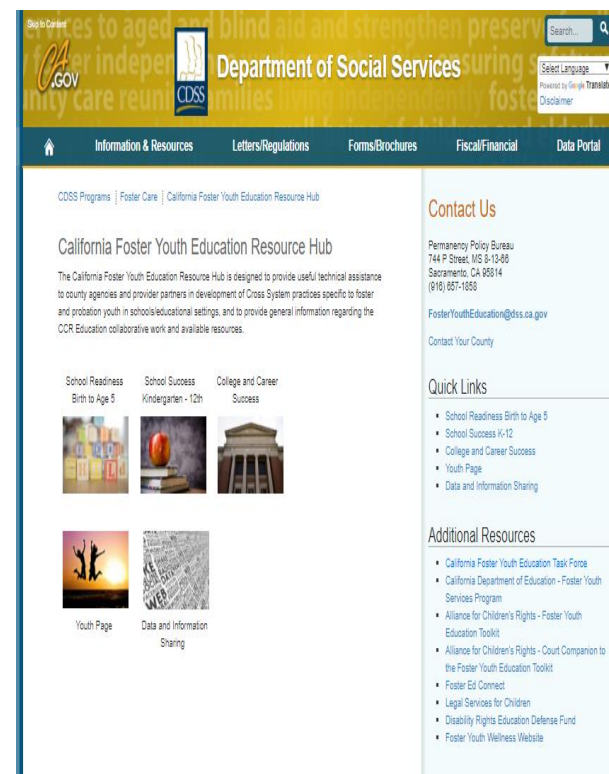 Skip to Content
CA
.GOV
CDSS
Department of Social Services
Search...
Select Language
Powered by Google Translate
Disclaimer
Information & Resources
Letters/Regulations
Forms/Brochures
Fiscal/Financial
Data Portal
CDSS Programs | Foster Care | California Foster Youth Education Resource Hub
California Foster Youth Education Resource Hub
The California Foster Youth Education Resource Hub is designed to provide useful technical assistance
to county agencies and provider partners in development of Cross System practices specific to foster
and probation youth in schools/educational settings, and to provide general information regarding the
CCR Education collaborative work and available resources.
School Readiness
Birth to Age 5
School Success
Kindergarten - 12th
College and Career
Success
Youth Page
Data and Information
Sharing
Contact Us
Permanency Policy Bureau
744 P Street, MS 8-13-66
Sacramento, CA 95814
(916) 657-1858
FosterYouthEducation@dss.ca.gov
Contact Your County
Quick Links
School Readiness Birth to Age 5
School Success K-12
College and Career Success
Youth Page
Data and Information Sharing
Additional Resources
California Foster Youth Education Task Force
California Department of Education - Foster Youth
Services Program
Alliance for Children's Rights - Foster Youth
Education Toolkit
Alliance for Children's Rights - Court Companion to
the Foster Youth Education Toolkit
Foster Ed Connect
Legal Services for Children
Disability Rights Education Defense Fund
Foster Youth Wellness Website